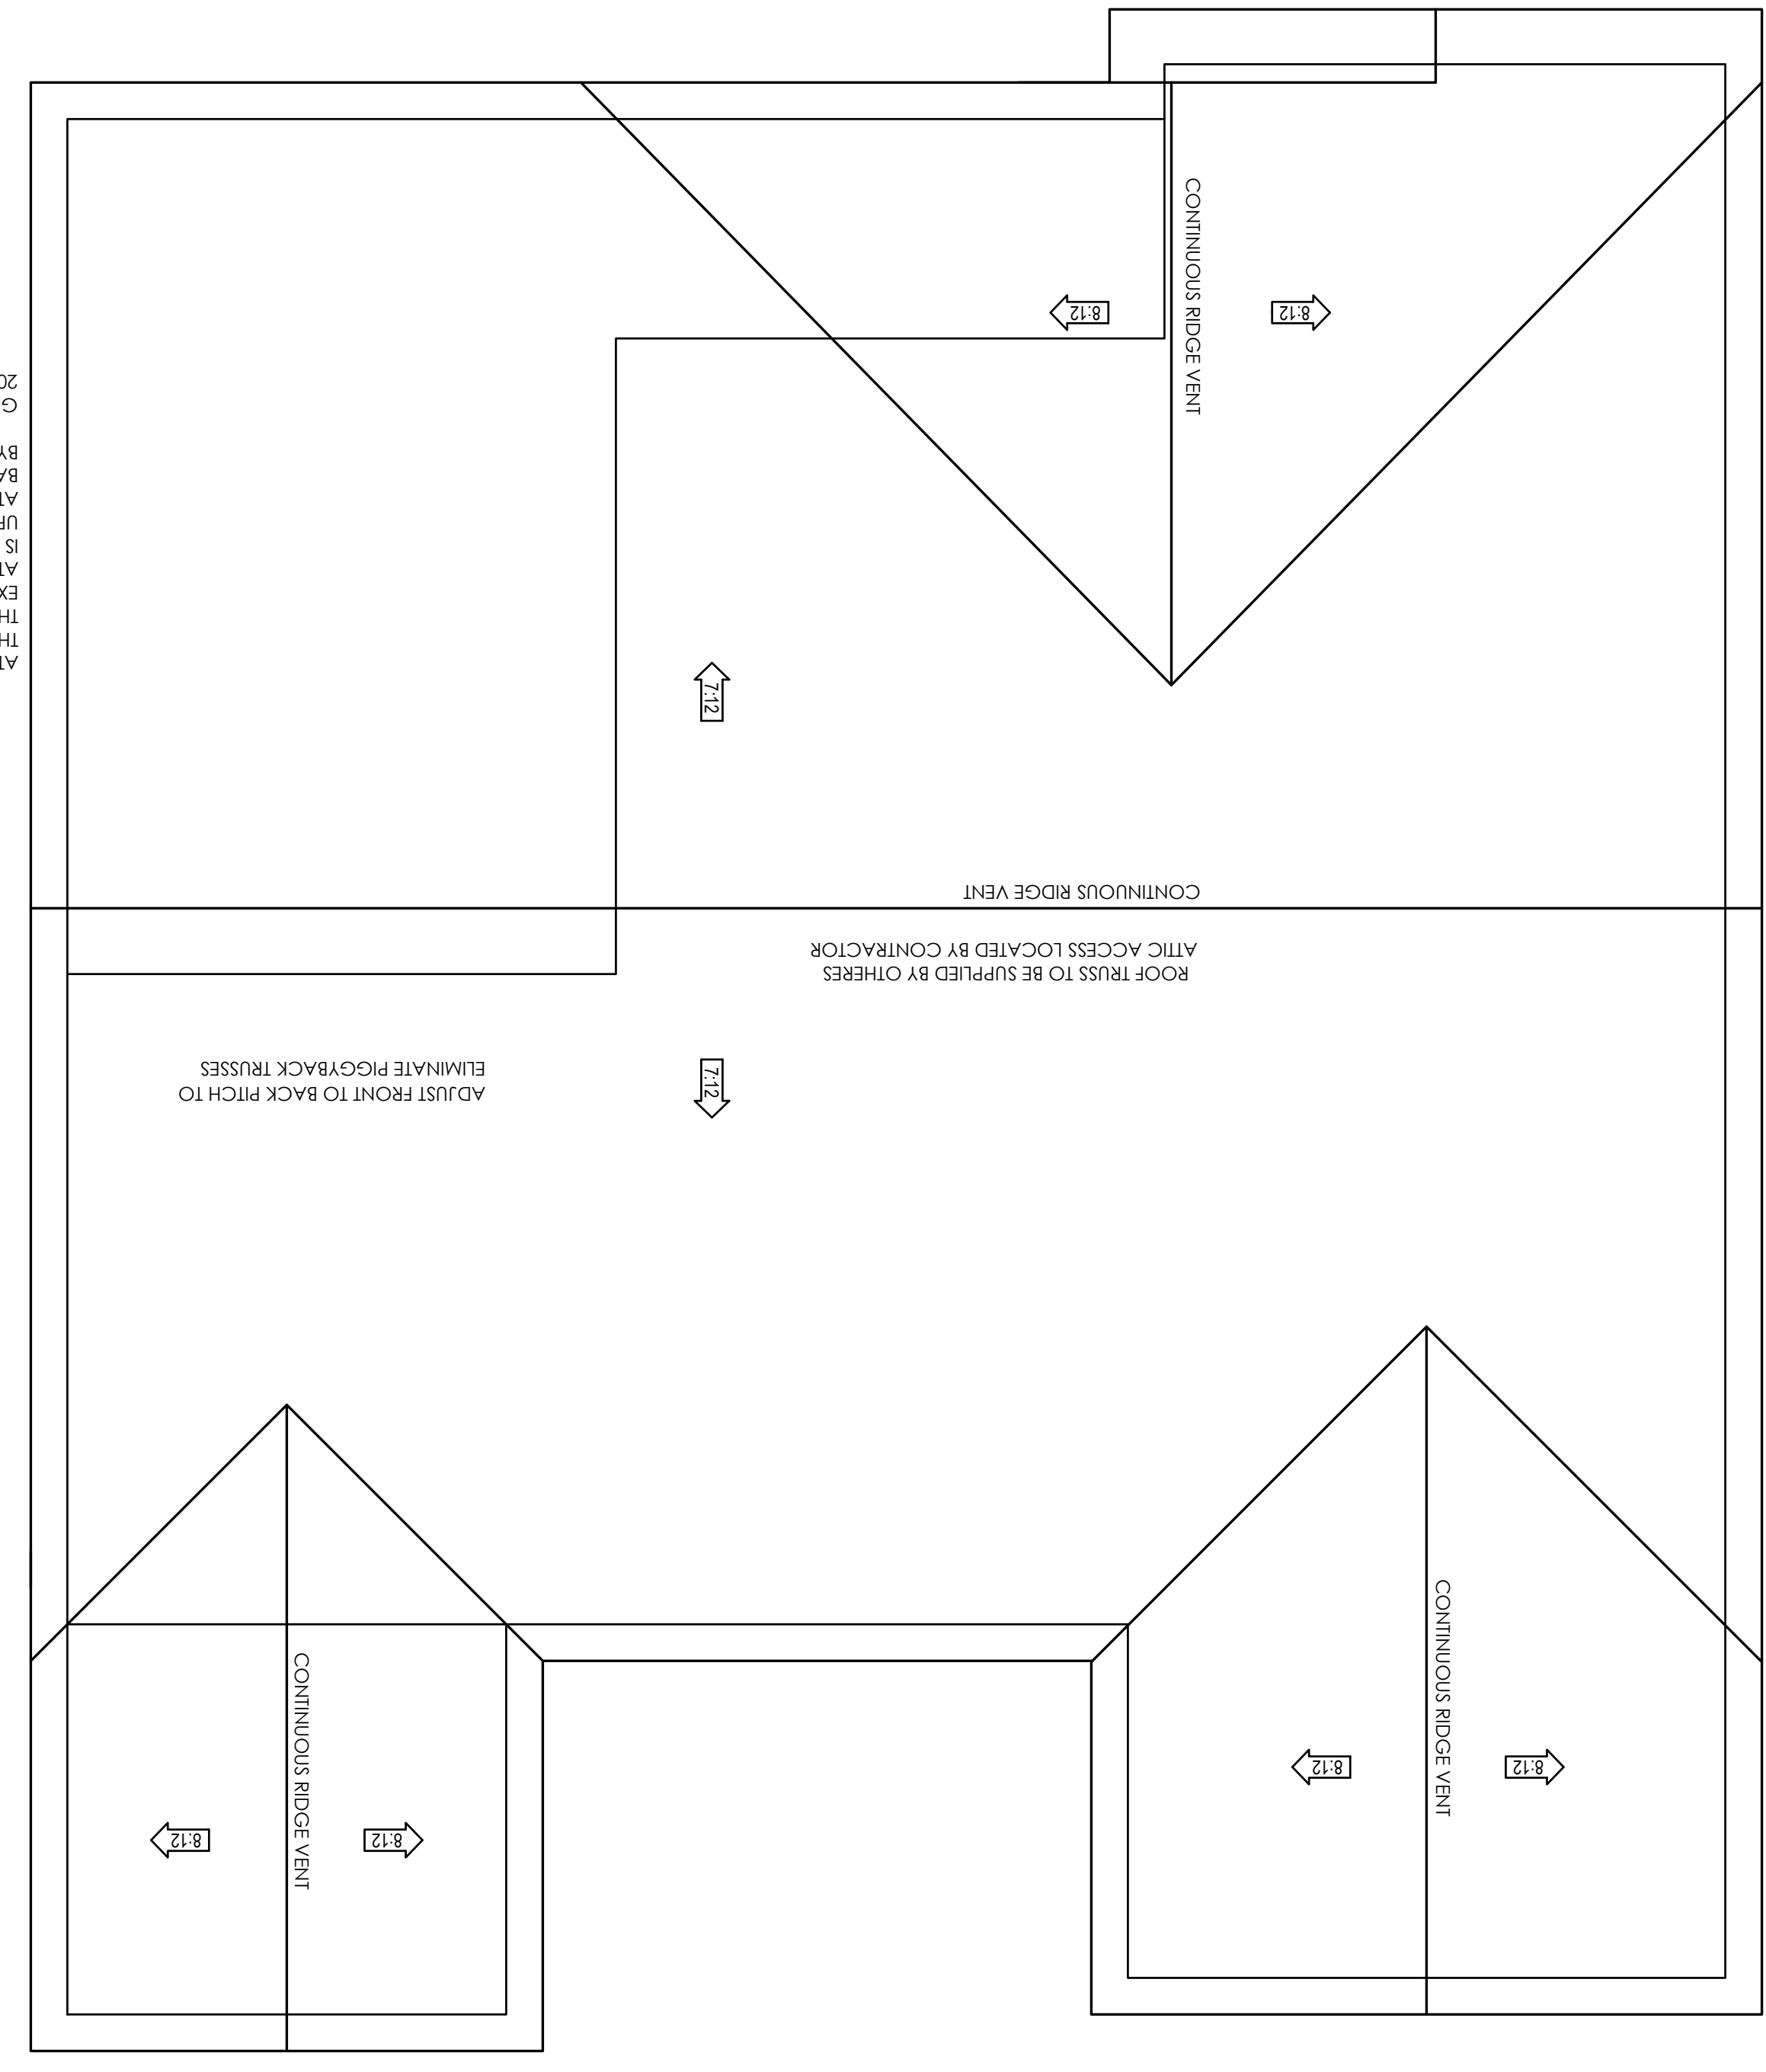 8:12
8:12
CONTINUOUS RIDGE VENT
8:12
8:12
CONTINUOUS RIDGE VENT
7:12
ADJUST FRONT TO BACK PITCH TO
ELIMINATE PIGGYBACK TRUSSES
ROOF TRUSS TO BE SUPPLIED BY OTHERES
ATTIC ACCESS LOCATED BY CONTRACTOR
CONTINUOUS RIDGE VENT
7:12
8:12
8:12
CONTINUOUS RIDGE VENT
IS
BY